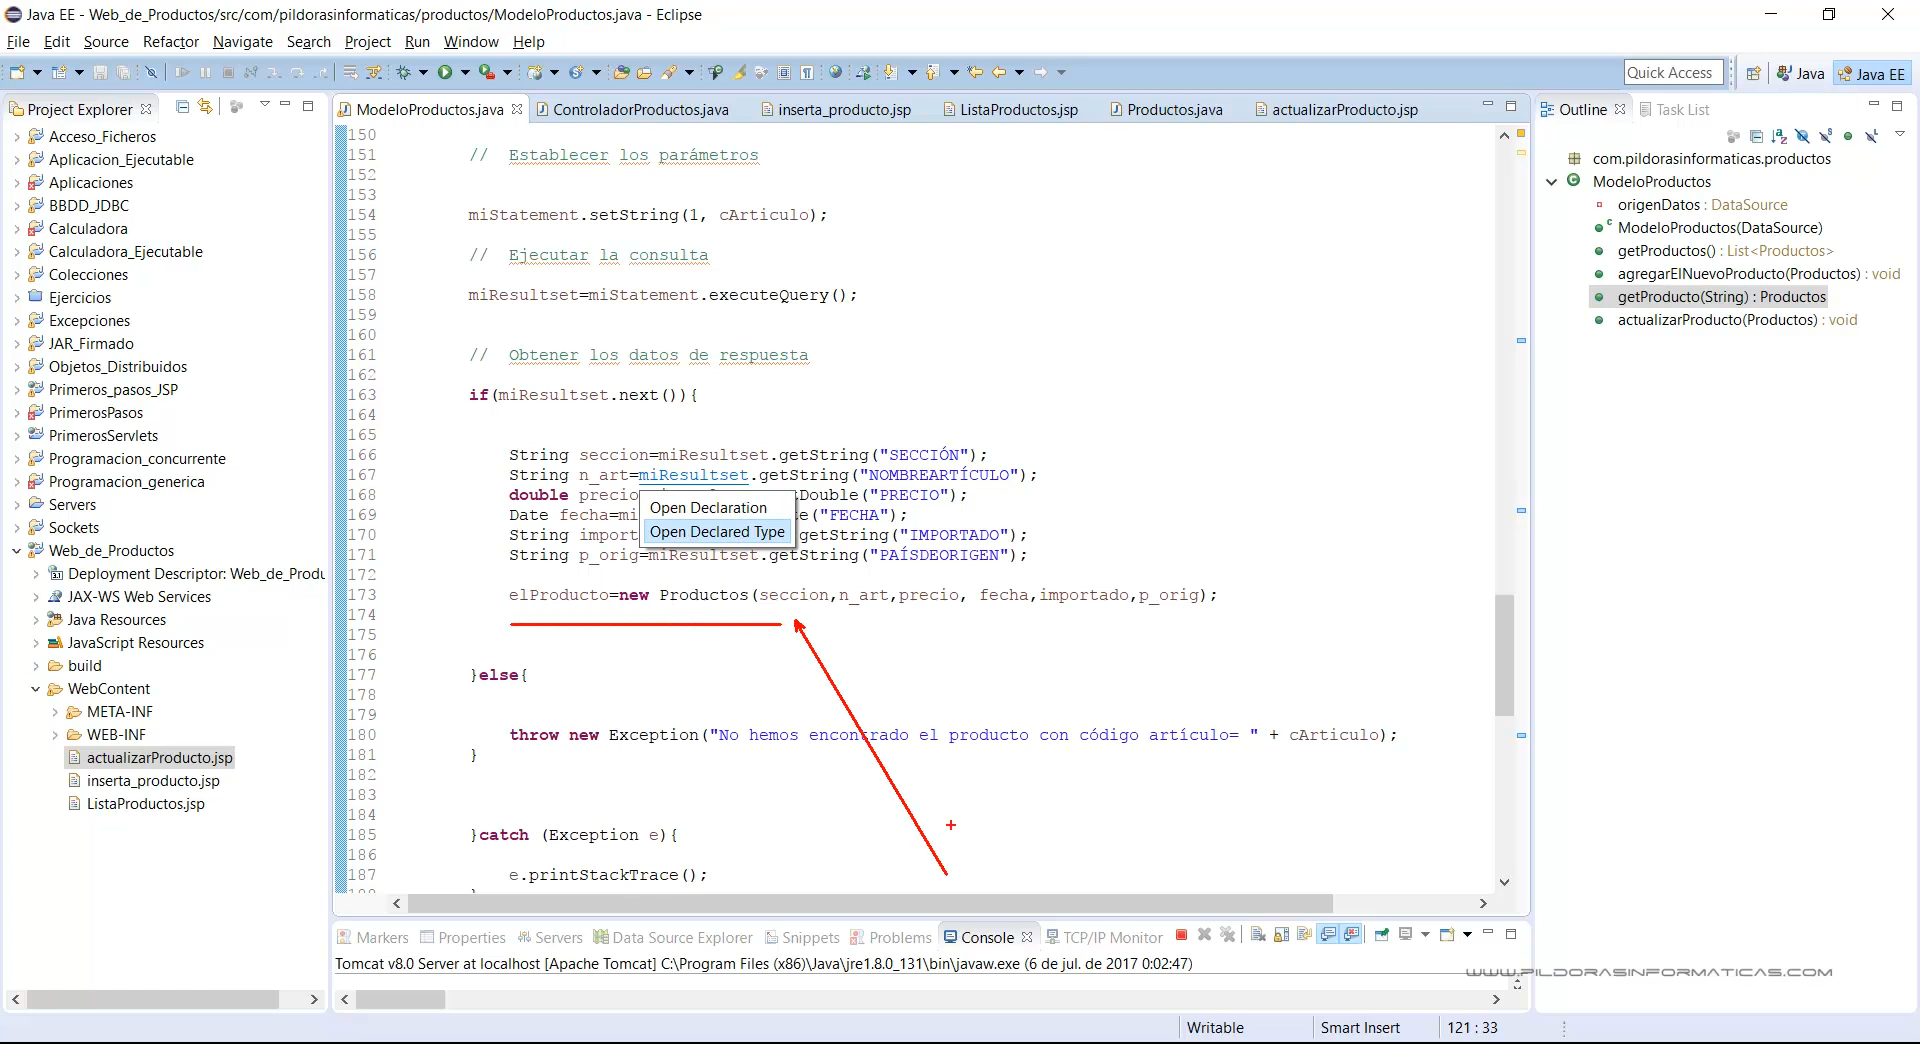 Java EE - Web_de_Productos/src/com/pildorasinformaticas/productos/ModeloProductos.java - Eclipse
File Edit Source Refactor Navigate Search Project Run Window Help
Quick Access
Java
Java EE
Project Explorer
Acceso_Ficheros
Aplicacion_Ejecutable
Aplicaciones
BBDD_JDBC
Calculadora
Calculadora_Ejecutable
Colecciones
Ejercicios
Excepciones
JAR_Firmado
Objetos_Distribuidos
Primeros_pasos_JSP
PrimerosPasos
PrimerosServlets
Programacion_concurrente
Programacion_generica
Servers
Sockets
Web_de_Productos
Deployment Descriptor: Web_de_Produ
JAX-WS Web Services
Java Resources
JavaScript Resources
build
WebContent
META-INF
WEB-INF
actualizarProducto.jsp
inserta_producto.jsp
ListaProductos.jsp
ModeloProductos.java ControladorProductos.java inserta_producto.jsp ListaProductos.jsp Productos.java actualizarProducto.jsp
150
151 // Establecer los parámetros
152
153
154 miStatement.setString(1, cArticulo);
155
156 // Ejecutar la consulta
157
158 miResultset=miStatement.executeQuery();
159
160
161 // Obtener los datos de respuesta
162
163 if(miResultset.next()){
164
165
166 String seccion=miResultset.getString("SECCIÓN");
167 String n_art=miResultset.getString("NOMBREARTÍCULO");
168 double precio Double("PRECIO");
169 Date fecha=mi e("FECHA");
170 String import getString("IMPORTADO");
171 String p_orig=miResultset.getString("PAÍSDEORIGEN");
172
173 elProducto=new Productos(seccion,n_art,precio, fecha,importado,p_orig);
174
175
176
177 }else{
178
179
180 throw new Exception("No hemos encontrado el producto con código artículo= " + cArticulo);
181 }
182
183
184
185 }catch (Exception e){
186
187 e.printStackTrace();
Open Declaration
Open Declared Type
Outline Task List
com.pildorasinformaticas.productos
ModeloProductos
origenDatos : DataSource
ModeloProductos(DataSource)
getProductos() : List<Productos>
agregarElNuevoProducto(Productos) : void
getProducto(String) : Productos
actualizarProducto(Productos) : void
Markers Properties Servers Data Source Explorer Snippets Problems Console TCP/IP Monitor
Tomcat v8.0 Server at localhost [Apache Tomcat] C:\Program Files (x86)\Java\jre1.8.0_131\bin\javaw.exe (6 de jul. de 2017 0:02:47)
WWW.PILDORASINFORMATICAS.COM
Writable Smart Insert 121 : 33